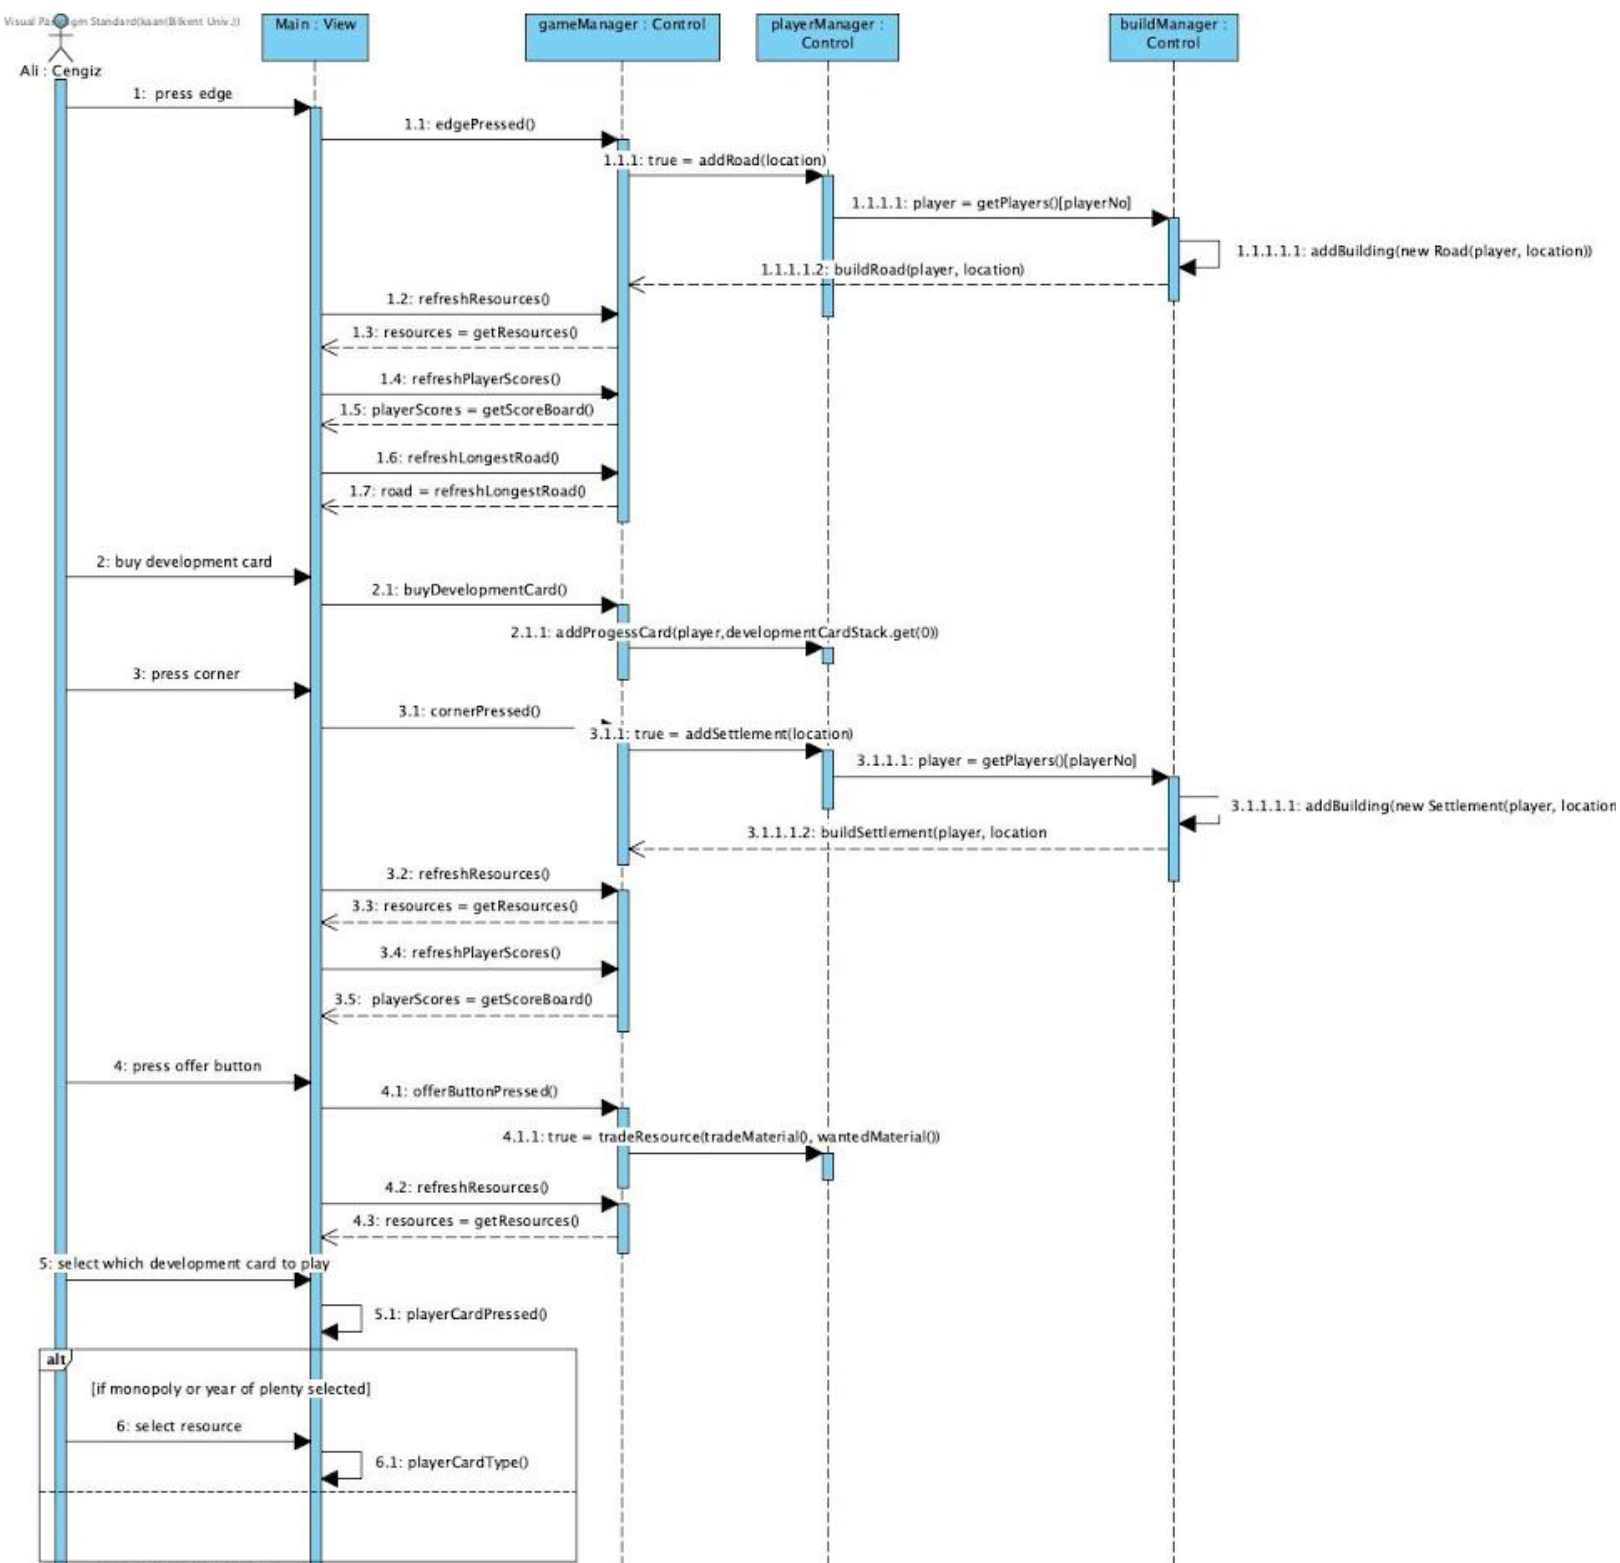 Visual Paradigm Standard(kaan(Bilkent Univ.))
Ali : Cengiz
Main : View
gameManager : Control
playerManager :
Control
buildManager :
Control
1: press edge
1.1: edgePressed()
1.1.1: true = addRoad(location)
1.1.1.1: player = getPlayers()[playerNo]
1.1.1.1.1: addBuilding(new Road(player, location))
1.1.1.1.2: buildRoad(player, location)
1.2: refreshResources()
1.3: resources = getResources()
1.4: refreshPlayerScores()
1.5: playerScores = getScoreBoard()
1.6: refreshLongestRoad()
1.7: road = refreshLongestRoad()
2: buy development card
2.1: buyDevelopmentCard()
2.1.1: addProgessCard(player,developmentCardStack.get(0))
3: press corner
3.1: cornerPressed()
3.1.1: true = addSettlement(location)
3.1.1.1: player = getPlayers()[playerNo]
3.1.1.1.1: addBuilding(new Settlement(player, location
3.1.1.1.2: buildSettlement(player, location
3.2: refreshResources()
3.3: resources = getResources()
3.4: refreshPlayerScores()
3.5: playerScores = getScoreBoard()
4: press offer button
4.1: offerButtonPressed()
4.1.1: true = tradeResource(tradeMaterial(), wantedMaterial())
4.2: refreshResources()
4.3: resources = getResources()
5: select which development card to play
5.1: playerCardPressed()
alt
[if monopoly or year of plenty selected]
6: select resource
6.1: playerCardType()